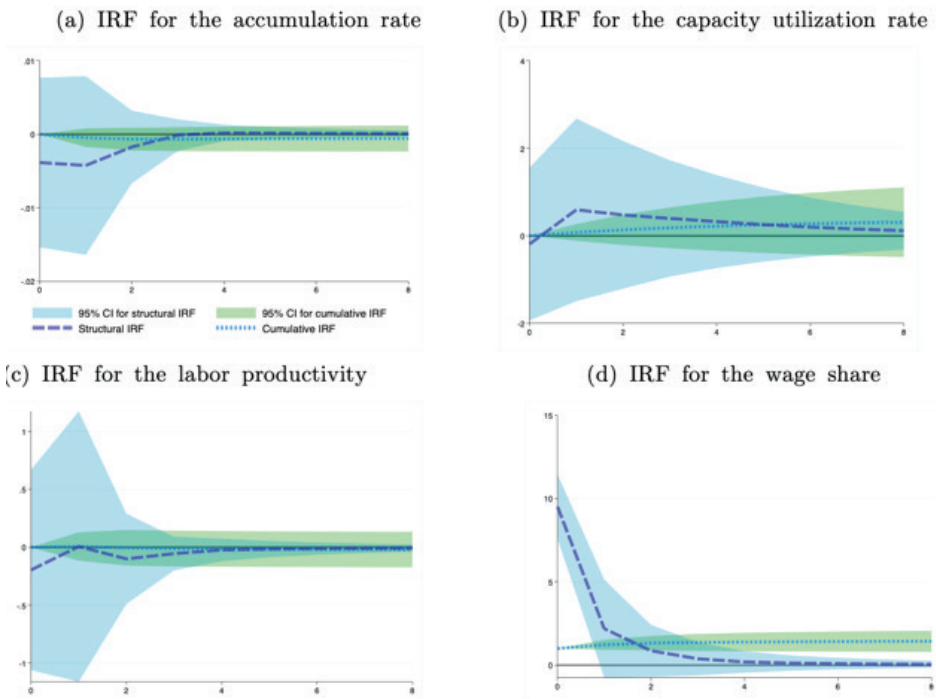 (a) IRF for the accumulation rate
.01
0
-.01
-.02
0 2 4 6 8
95% CI for structural IRF 95% CI for cumulative IRF
Structural IRF Cumulative IRF
(b) IRF for the capacity utilization rate
4
2
0
-2
0 2 4 6 8
(c) IRF for the labor productivity
1
.5
0
-.5
-1
0 2 4 6 8
(d) IRF for the wage share
15
10
5
0
0 2 4 6 8